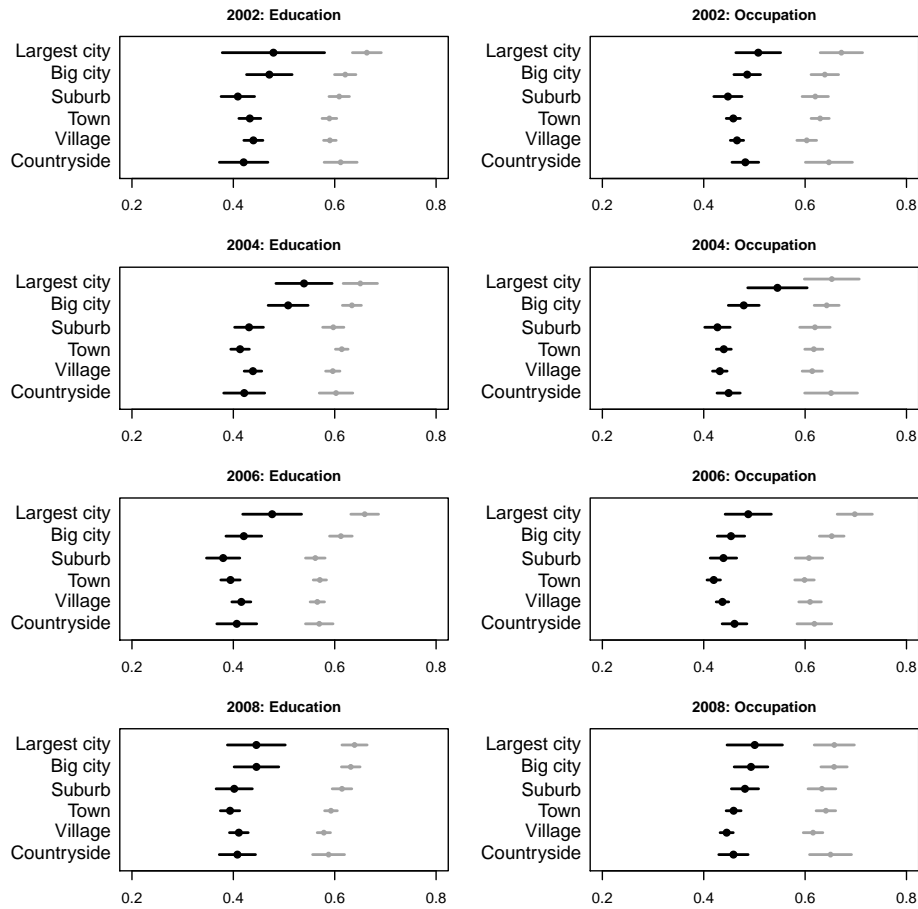 2002: Education
Largest city
Big city
Suburb
Town
Village
Countryside
0.2 0.4 0.6 0.8
2002: Occupation
Largest city
Big city
Suburb
Town
Village
Countryside
0.2 0.4 0.6 0.8
2004: Education
Largest city
Big city
Suburb
Town
Village
Countryside
0.2 0.4 0.6 0.8
2004: Occupation
Largest city
Big city
Suburb
Town
Village
Countryside
0.2 0.4 0.6 0.8
2006: Education
Largest city
Big city
Suburb
Town
Village
Countryside
0.2 0.4 0.6 0.8
2006: Occupation
Largest city
Big city
Suburb
Town
Village
Countryside
0.2 0.4 0.6 0.8
2008: Education
Largest city
Big city
Suburb
Town
Village
Countryside
0.2 0.4 0.6 0.8
2008: Occupation
Largest city
Big city
Suburb
Town
Village
Countryside
0.2 0.4 0.6 0.8